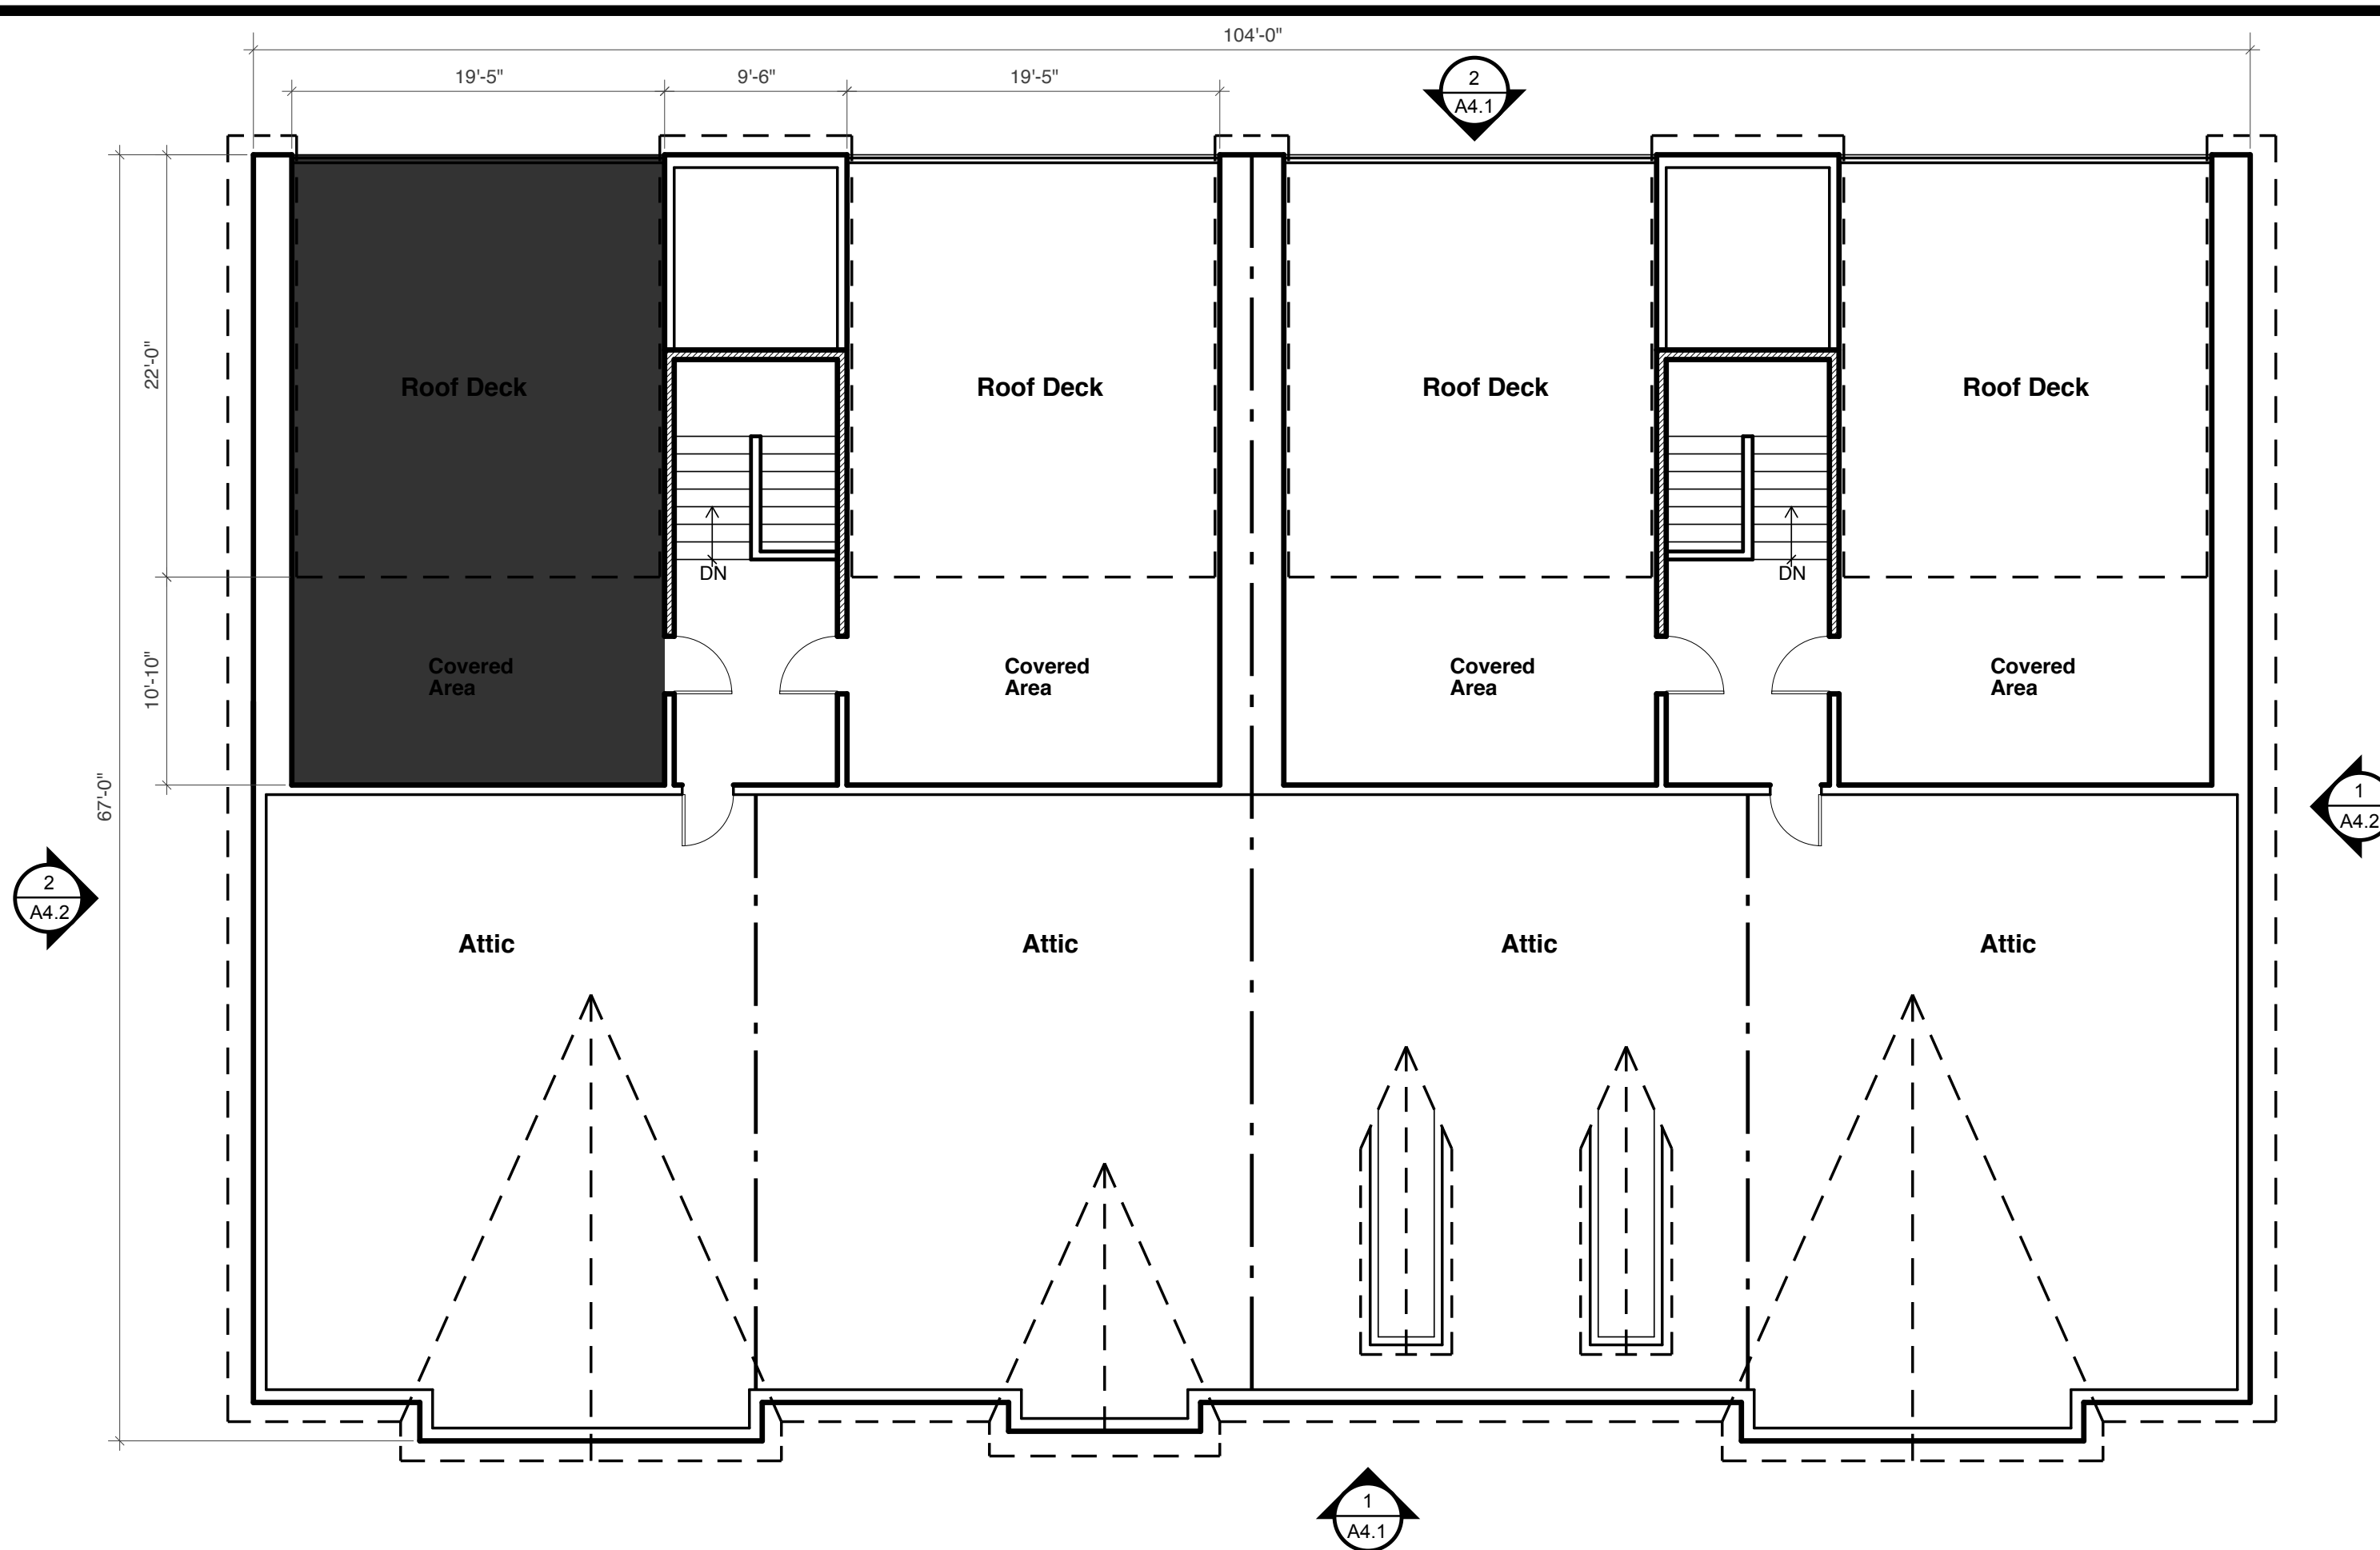 104'-0"
19'-5"
9'-6"
19'-5"
2
A4.1
22'-0"
Roof Deck
Roof Deck
Roof Deck
Roof Deck
DN
DN
10'-10"
Covered
Area
Covered
Area
Covered
Area
Covered
Area
67'-0"
1
A4.2
2
A4.2
Attic
Attic
Attic
Attic
1
A4.1